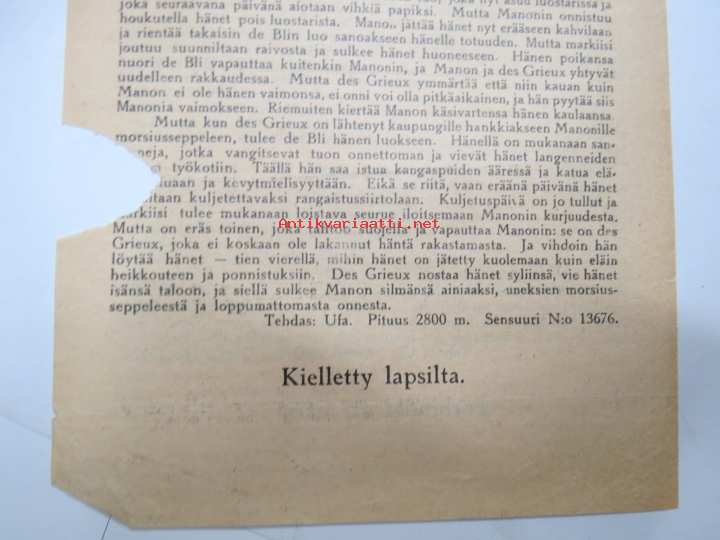 joka seuraavana päivänä aiotaan vihkiä papiksi. Mutta Manonin onnistuu
houkutella hänet pois luostarista. Manon jättää hänet nyt erääseen kahvilaan
ja rientää takaisin de Blin luo sanoakseen hänelle totuuden. Mutta markiisi
joutuu suunniltan raivosta ja sulkee hänet huoneeseen. Hänen poikansa
nuori de Bli vapauttaa kuitenkin Manonin, ja Manon ja des Grieux yhtyvät
uudelleen rakkaudessa. Mutta des Grieux ymmärtää että niin kauan kuin
Manon ei ole hänen vaimonsa, ei onni voi olla pitkäaikainen, ja hän pyytää siis
Manonia vaimokseen. Riemuiten kiertää Manon käsivartensa hänen kaulaansa.
Mutta kun des Grieux on lähtenyt kaupungille hankkiakseen Manonille
morsiusseppeleen, tulee de Bli hänen luokseen. Hänellä on mukanaan san-
neja, jotka vangitsevat tuon onnettoman ja vievät hänet langenneiden
työkotiin. Täällä hän saa istua kangaspuiden ääressä ja katua elä-
ja kevytmielisyyttään. Eikä se riitä, vaan eräänä päivänä hänet
kuljetettavaksi rangaistussiirtolaan. Kuljetuspäivä on jo tullut ja
tulee mukanaan loistava seurue iloitsemaan Manonin kurjuudesta.
Mutta on eräs toinen, joka tahtoo suojella ja vapauttaa Manonin: se on des
Grieux, joka ei koskaan ole lakannut häntä rakastamasta. Ja vihdoin hän
löytää hänet — tien vierellä, mihin hänet on jätetty kuolemaan kuin eläin
heikkouteen ja ponnistuksiin. Des Grieux nostaa hänet syliinsä, vie hänet
isänsä taloon, ja siellä sulkee Manon silmänsä ainiaaksi, uneksien morsius-
seppeleestä ja loppumattomasta onnesta.
Tehdas: Ufa. Pituus 2800 m. Sensuuri N:o 13676.
Kielletty lapsilta.
Antikvariaatti.net
Antikvariaatti.net